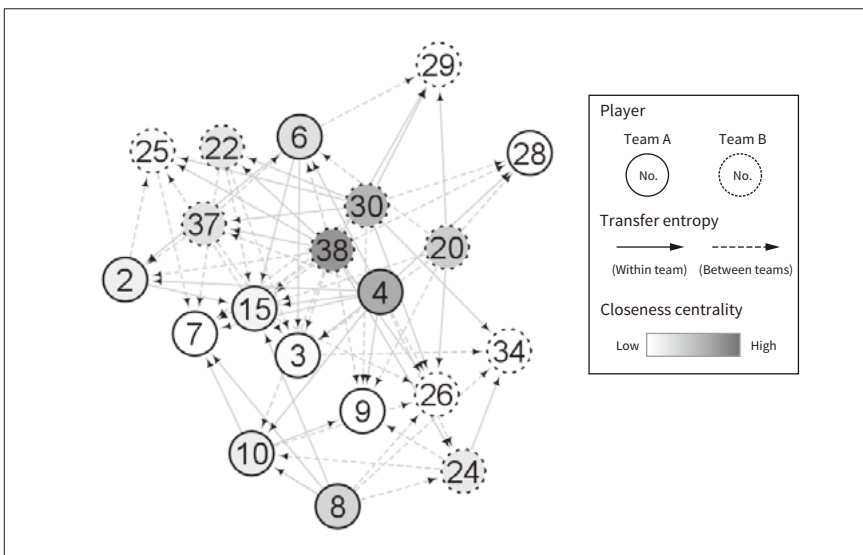 29
6
22
25
28
30
37
38
20
2
4
15
7
3
34
26
9
10
24
8
Player
Team A Team B
No. No.
Transfer entropy
(Within team) (Between teams)
Closeness centrality
Low High